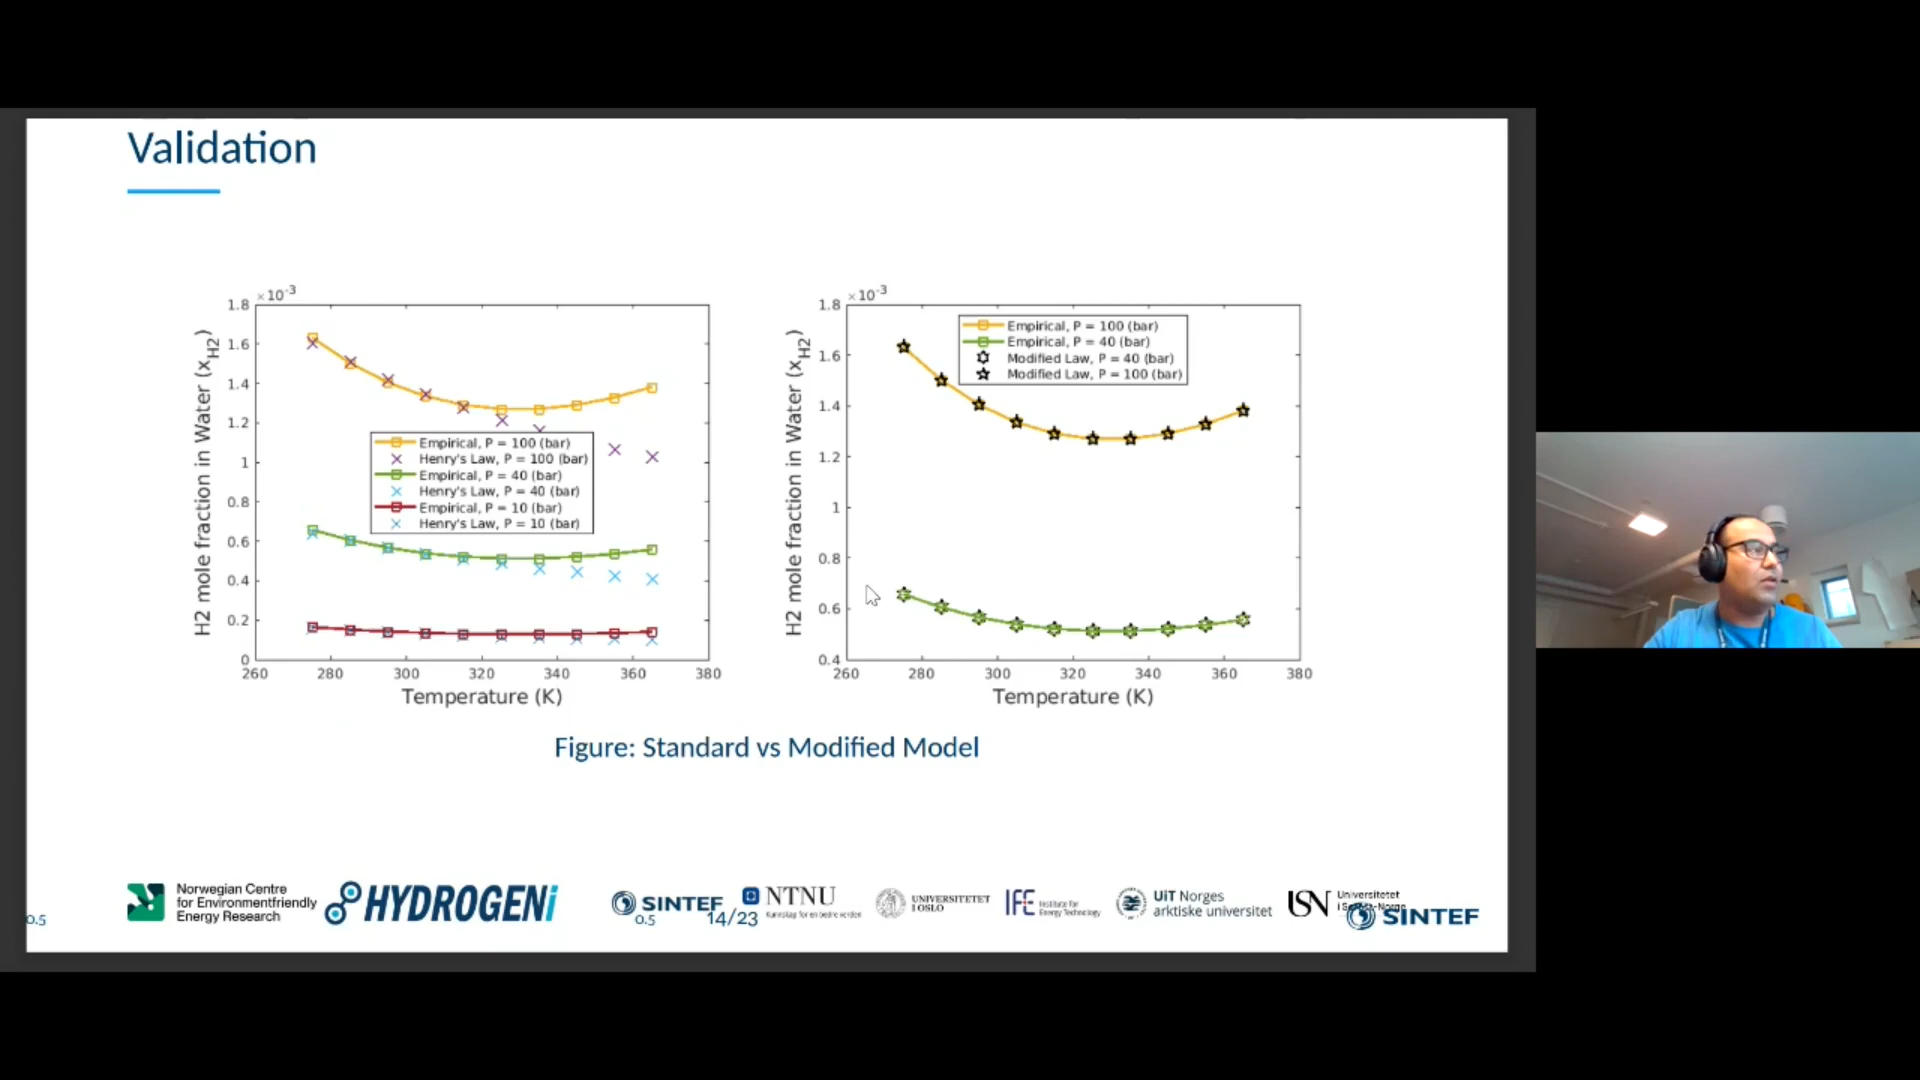 Validation
×10-3
1.8
1.6
1.4
1.2
1
0.8
0.6
0.4
0.2
0
260 280 300 320 340 360 380
H2 mole fraction in Water (xH2)
Temperature (K)
Empirical, P = 100 (bar)
Henry's Law, P = 100 (bar)
Empirical, P = 40 (bar)
Henry's Law, P = 40 (bar)
Empirical, P = 10 (bar)
Henry's Law, P = 10 (bar)
×10-3
1.8
1.6
1.4
1.2
1
0.8
0.6
0.4
260 280 300 320 340 360 380
H2 mole fraction in Water (xH2)
Temperature (K)
Empirical, P = 100 (bar)
Empirical, P = 40 (bar)
Modified Law, P = 40 (bar)
Modified Law, P = 100 (bar)
Figure: Standard vs Modified Model
Norwegian Centre
for Environmentfriendly
Energy Research
HYDROGENi
SINTEF
NTNU
Kunnskap for en bedre verden
UNIVERSITETET
I OSLO
IFE
Institute for
Energy Technology
UiT Norges
arktiske universitet
USN
Universitetet
SINTEF
0.5
0.5
14/23